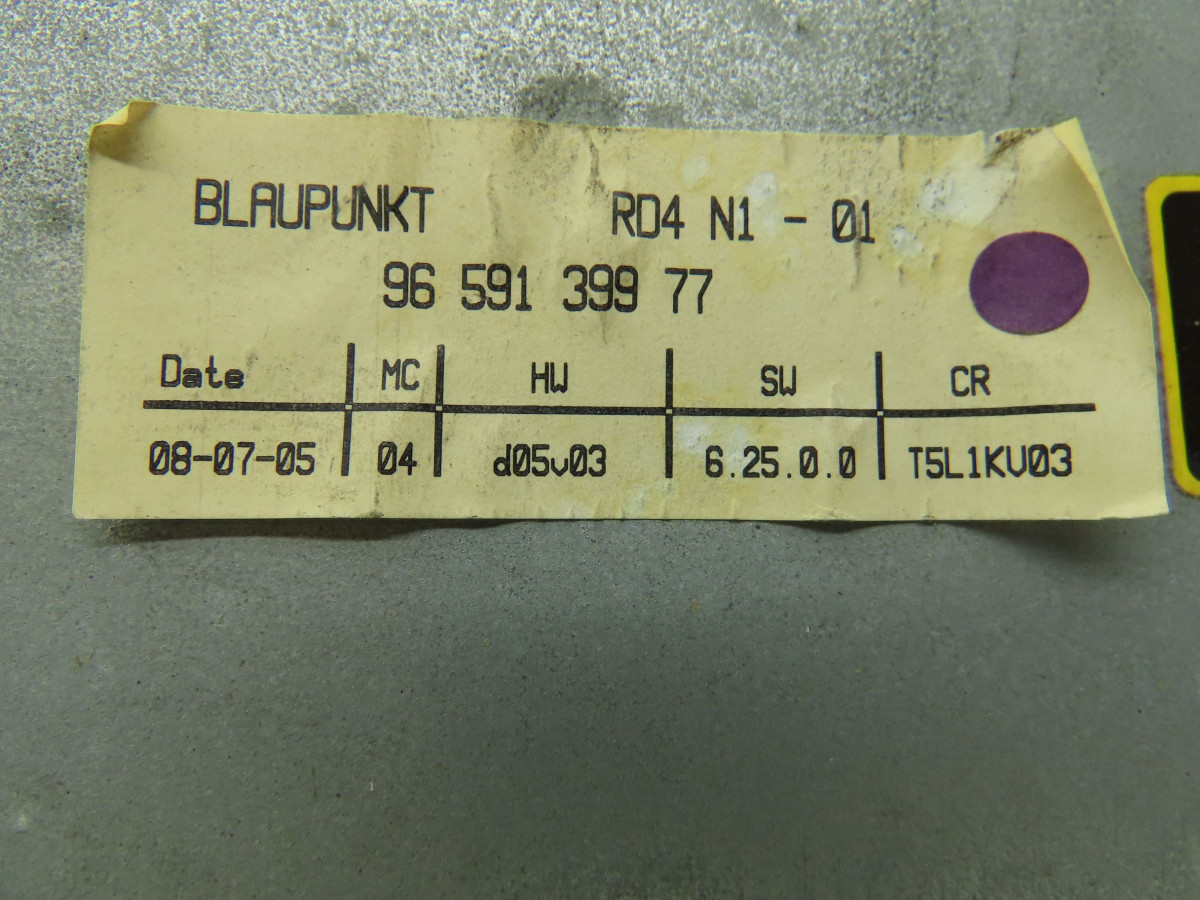 BLAUPUNKT RD4 N1 - 01
96 591 399 77
Date MC HW SW CR
08-07-05 04 d05v03 6.25.0.0 T5L1KV03